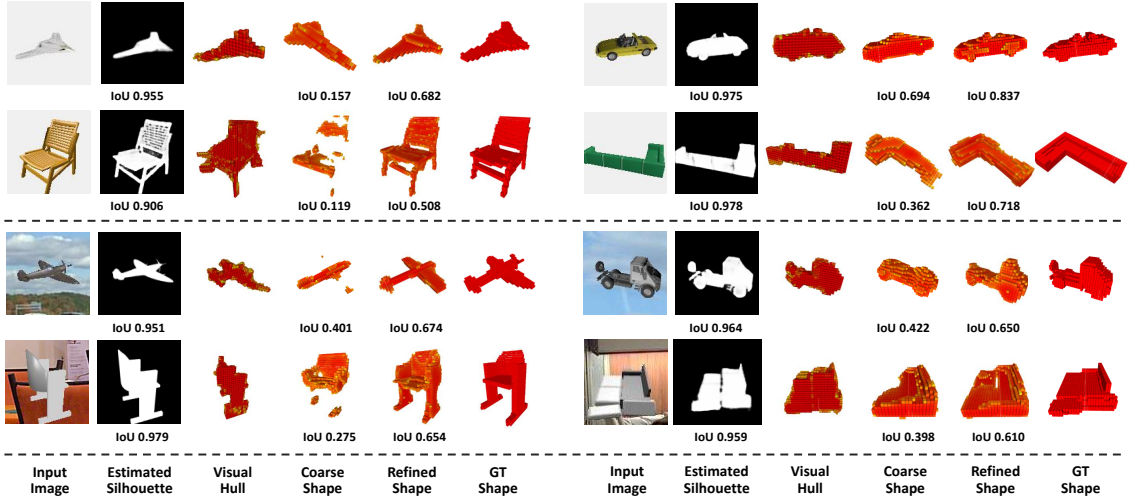 IoU 0.955 IoU 0.157 IoU 0.682 IoU 0.975 IoU 0.694 IoU 0.837
IoU 0.906 IoU 0.119 IoU 0.508 IoU 0.978 IoU 0.362 IoU 0.718
IoU 0.951 IoU 0.401 IoU 0.674 IoU 0.964 IoU 0.422 IoU 0.650
IoU 0.979 IoU 0.275 IoU 0.654 IoU 0.959 IoU 0.398 IoU 0.610
Input Estimated Visual Coarse Refined GT Input Estimated Visual Coarse Refined GT
Image Silhouette Hull Shape Shape Shape Image Silhouette Hull Shape Shape Shape